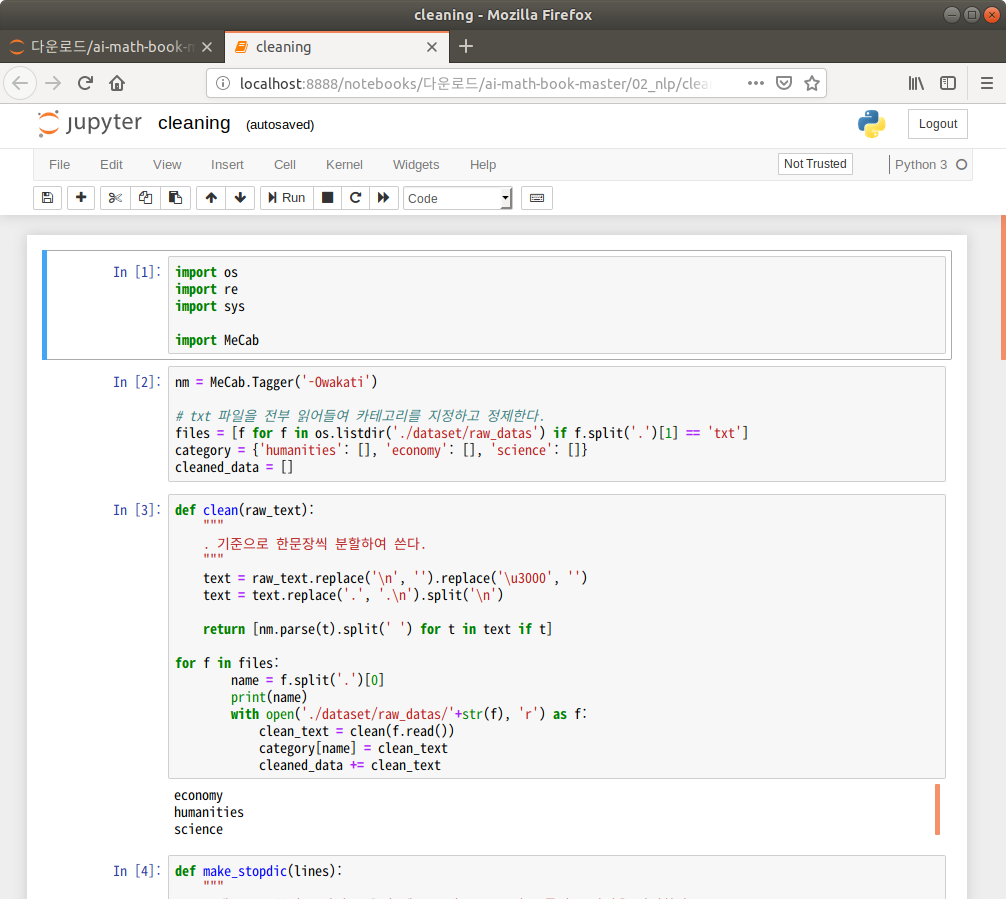 cleaning - Mozilla Firefox
다운로드/ai-math-book-m
cleaning
localhost:8888/notebooks/다운로드/ai-math-book-master/02_nlp/clea
jupyter cleaning (autosaved)
Logout
File Edit View Insert Cell Kernel Widgets Help
Not Trusted
Python 3
Run
Code
In [1]:
import os
import re
import sys
import MeCab
In [2]:
nm = MeCab.Tagger('-Owakati')
# txt 파일을 전부 읽어들여 카테고리를 지정하고 정제한다.
files = [f for f in os.listdir('./dataset/raw_datas') if f.split('.')[1] == 'txt']
category = {'humanities': [], 'economy': [], 'science': []}
cleaned_data = []
In [3]:
def clean(raw_text):
"""
. 기준으로 한문장씩 분할하여 쓴다.
"""
text = raw_text.replace('\n', '').replace('\u3000', '')
text = text.replace('.', '.\n').split('\n')
return [nm.parse(t).split(' ') for t in text if t]
for f in files:
name = f.split('.')[0]
print(name)
with open('./dataset/raw_datas/'+str(f), 'r') as f:
clean_text = clean(f.read())
category[name] = clean_text
cleaned_data += clean_text
economy
humanities
science
In [4]:
def make_stopdic(lines):
"""